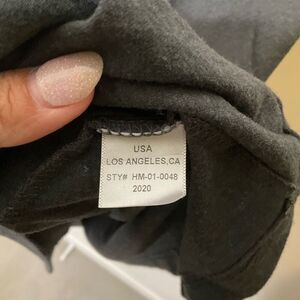 USA
LOS ANGELES,CA
STY# HM-01-0048
2020